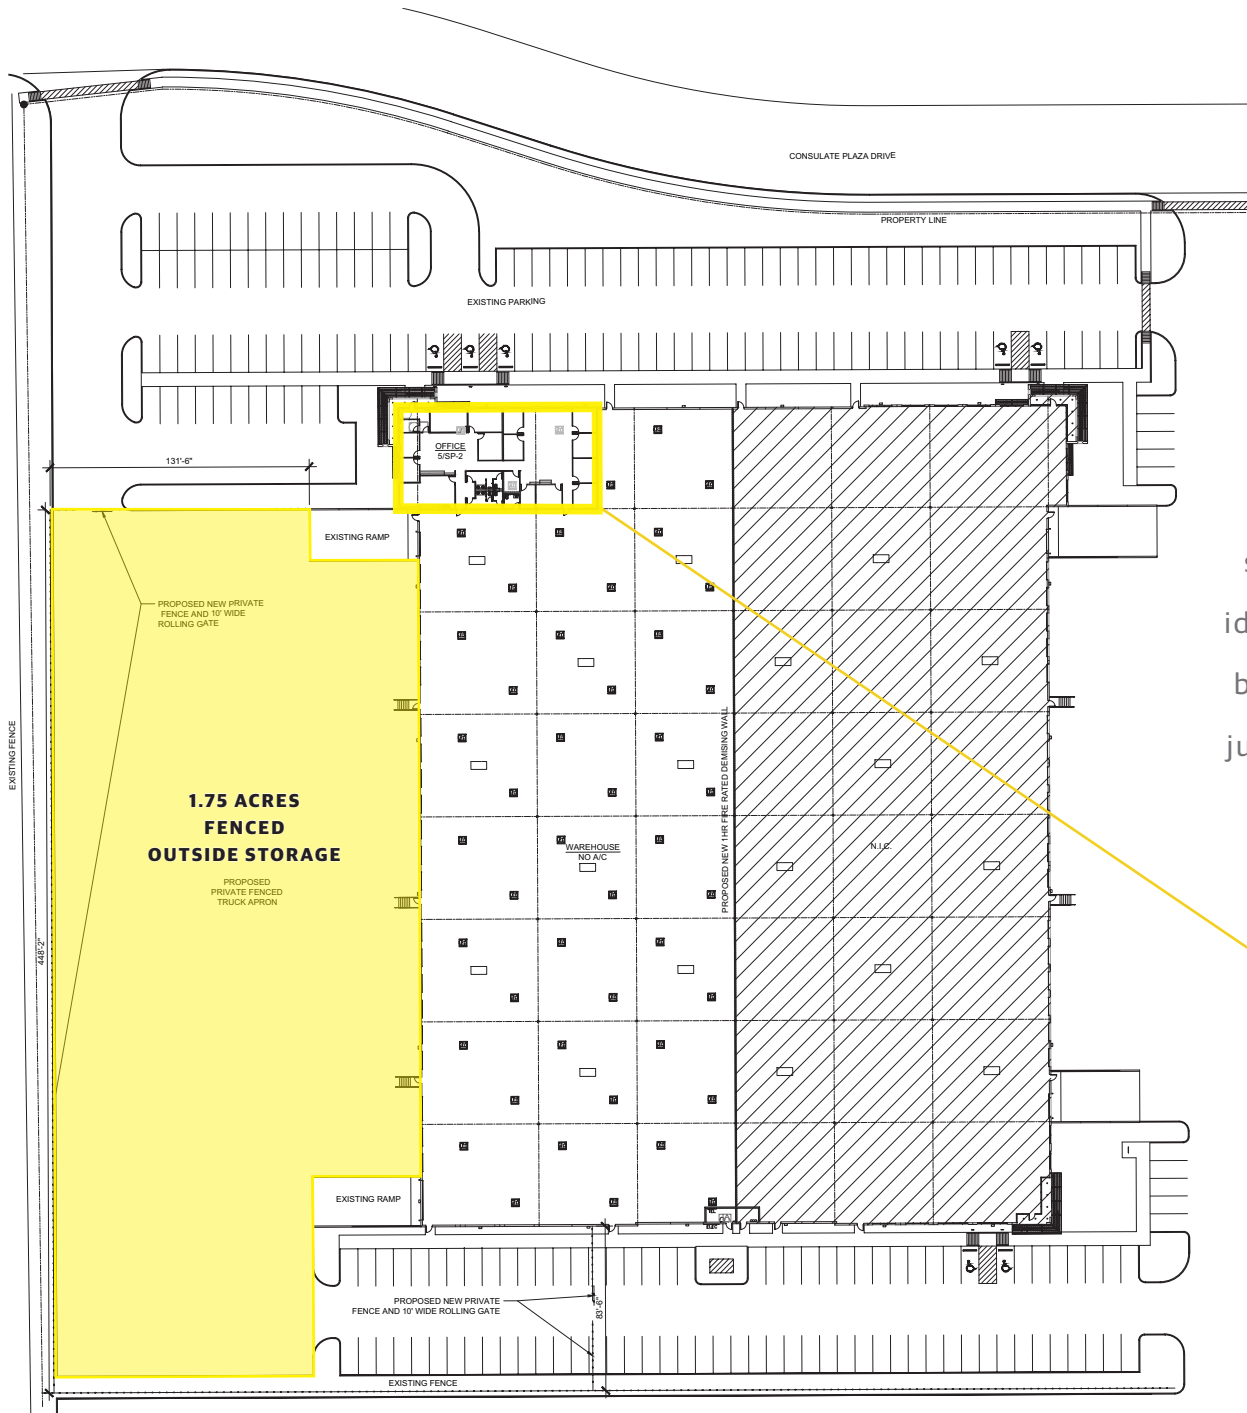 CONSULATE PLAZA DRIVE
PROPERTY LINE
EXISTING PARKING
OFFICE
5/SP-2
131'-6"
EXISTING RAMP
PROPOSED NEW PRIVATE
FENCE AND 10' WIDE
ROLLING GATE
EXISTING FENCE
1.75 ACRES
FENCED
OUTSIDE STORAGE
PROPOSED
PRIVATE FENCED
TRUCK APRON
WAREHOUSE
NO A/C
PROPOSED NEW 1HR FIRE RATED DEMISING WALL
N.I.C.
448'-2"
EXISTING RAMP
PROPOSED NEW PRIVATE
FENCE AND 10' WIDE ROLLING GATE
83'-6"
EXISTING FENCE